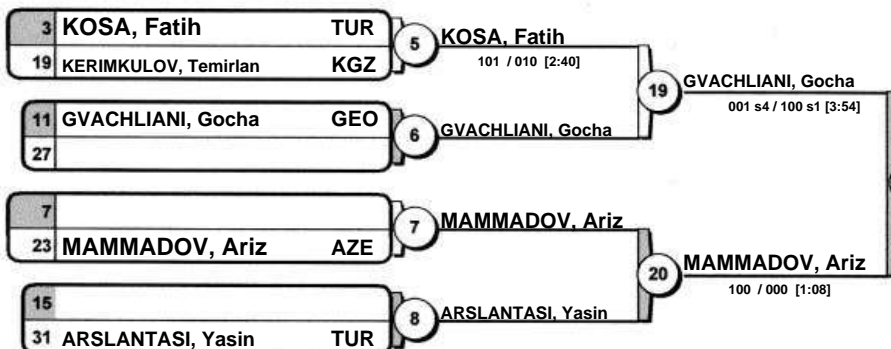 3 KOSA, Fatih TUR
19 KERIMKULOV, Temirlan KGZ
5
KOSA, Fatih
101 / 010 [2:40]
11 GVACHLIANI, Gocha GEO
27
6
GVACHLIANI, Gocha
19
GVACHLIANI, Gocha
001 s4 / 100 s1 [3:54]
7
23 MAMMADOV, Ariz AZE
7
MAMMADOV, Ariz
15
31 ARSLANTASI, Yasin TUR
8
ARSLANTASI, Yasin
20
MAMMADOV, Ariz
100 / 000 [1:08]